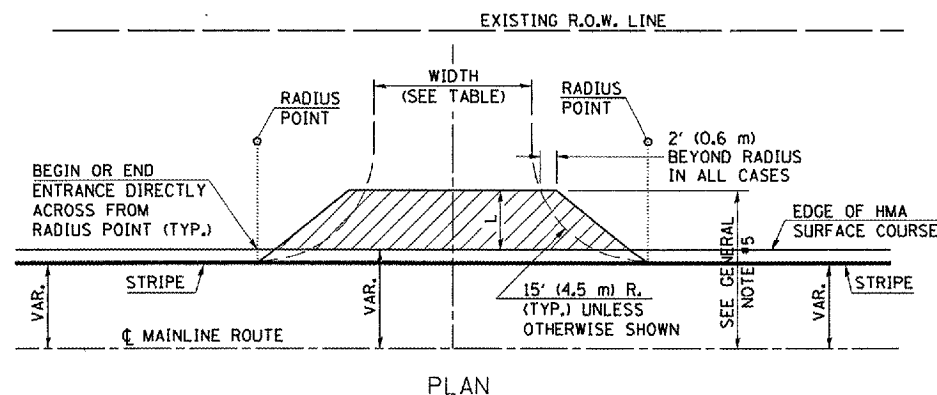 EXISTING R.O.W. LINE
WIDTH
(SEE TABLE)
RADIUS
POINT
RADIUS
POINT
2' (0.6 m)
BEYOND RADIUS
IN ALL CASES
BEGIN OR END
ENTRANCE DIRECTLY
ACROSS FROM
RADIUS POINT (TYP.)
L
EDGE OF HMA
SURFACE COURSE
STRIPE
VAR.
VAR.
15' (4.5 m) R.
(TYP.) UNLESS
OTHERWISE SHOWN
SEE GENERAL
NOTE #5
VAR.
STRIPE
℄ MAINLINE ROUTE
PLAN